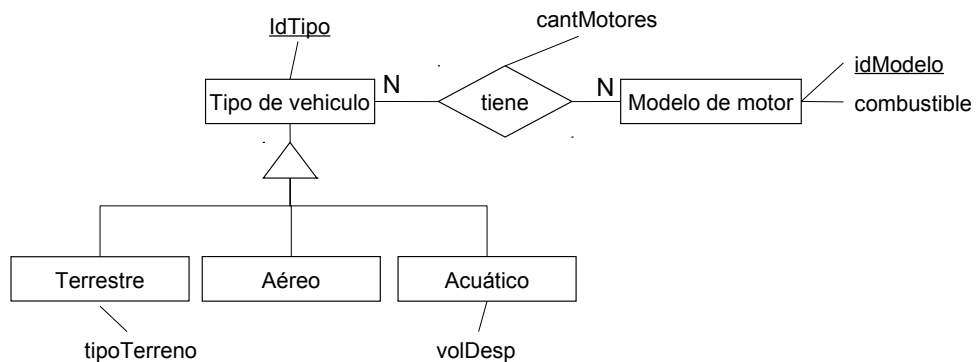 cantMotores
IdTipo
Tipo de vehiculo
N
tiene
N
Modelo de motor
idModelo
combustible
Terrestre
Aéreo
Acuático
tipoTerreno
volDesp